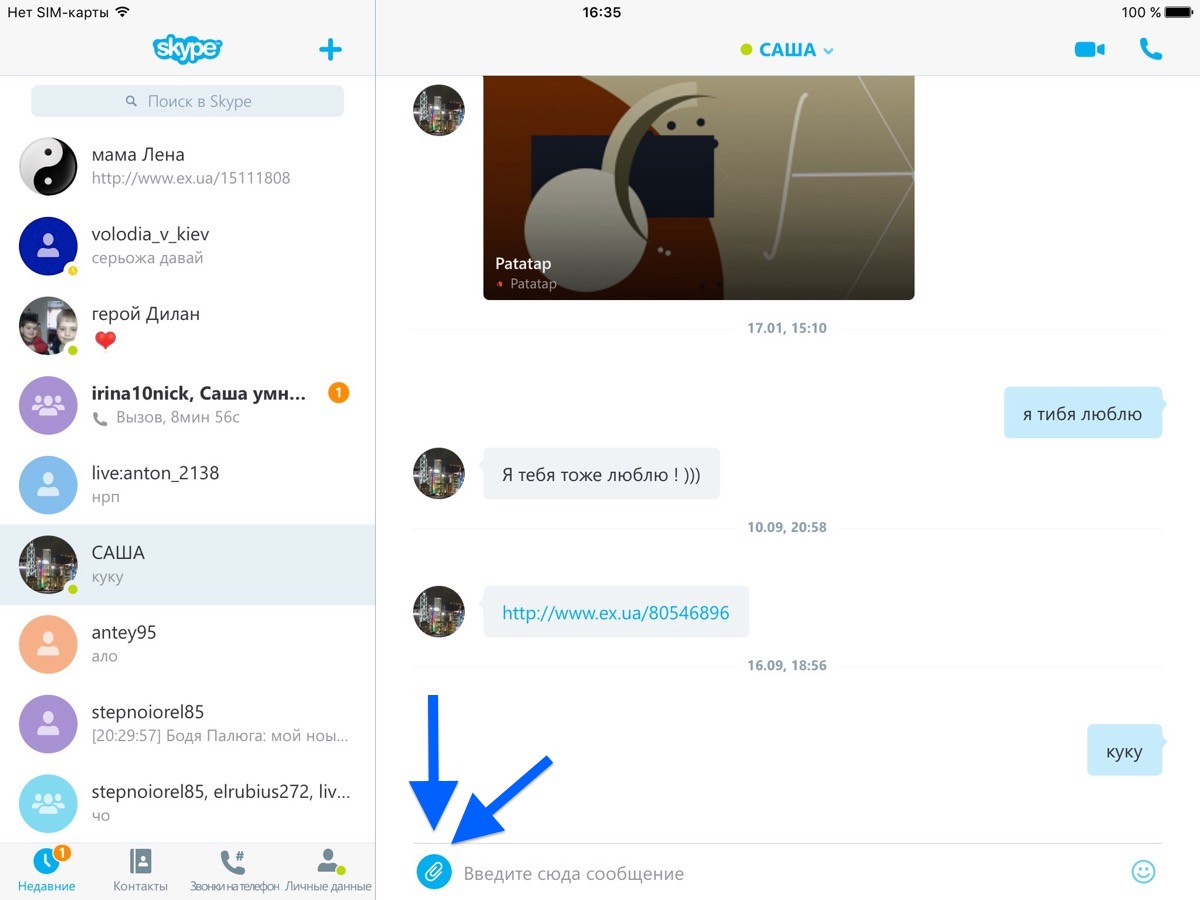 Нет SIM-карты
16:35
100 %
skype
Поиск в Skype
мама Лена
http://www.ex.ua/15111808
volodia_v_kiev
серьожа давай
герой Дилан
irina10nick, Саша умн...
1
Вызов, 8мин 56с
live:anton_2138
нрп
САША
куку
antey95
ало
stepnoiorel85
[20:29:57] Бодя Палюга: мой ноы...
stepnoiorel85, elrubius272, liv...
чо
1
#
Недавние
Контакты
Звонки на телефон
Личные данные
САША
Patatap
Patatap
17.01, 15:10
я тибя люблю
Я тебя тоже люблю ! )))
10.09, 20:58
http://www.ex.ua/80546896
16.09, 18:56
куку
Введите сюда сообщение